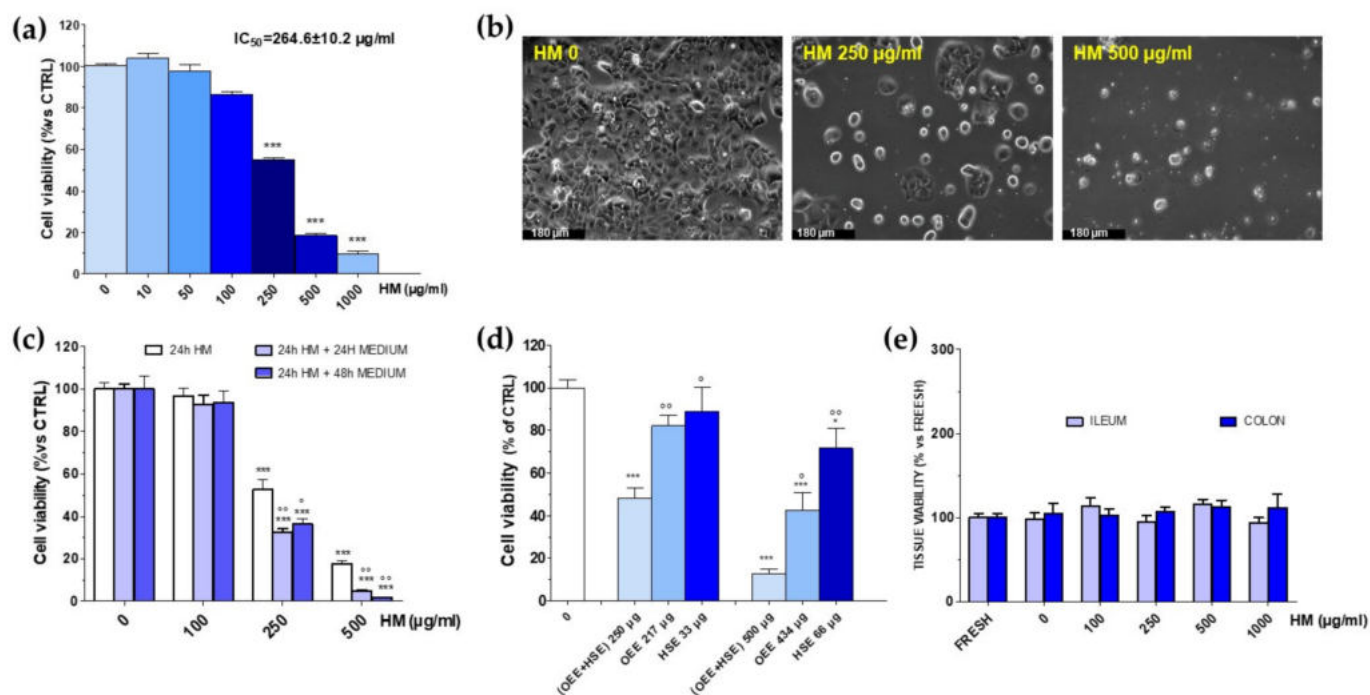 (a)
IC50=264.6±10.2 µg/ml
Cell viability (%vs CTRL)
120
100
80
60
40
20
0
***
***
***
0 10 50 100 250 500 1000 HM (µg/ml)
(b)
HM 0
HM 250 µg/ml
HM 500 µg/ml
180 µm
180 µm
180 µm
(c)
24h HM
24h HM + 24H MEDIUM
24h HM + 48h MEDIUM
Cell viability (%vs CTRL)
120
100
80
60
40
20
0
***
°°
***
°
***
***
°°
***
°°
***
0 100 250 500 HM (µg/ml)
(d)
Cell viability (% of CTRL)
120
100
80
60
40
20
0
***
°°
°
***
°
***
°°
*
0
(OEE+HSE) 250 µg
OEE 217 µg
HSE 33 µg
(OEE+HSE) 500 µg
OEE 434 µg
HSE 66 µg
(e)
TISSUE VIABILITY (% vs FREESH)
300
200
100
0
ILEUM
COLON
FRESH 0 100 250 500 1000 HM (µg/ml)